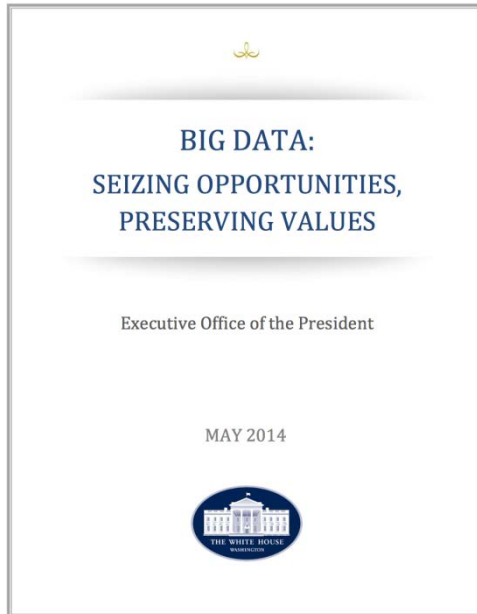 BIG DATA:
SEIZING OPPORTUNITIES,
PRESERVING VALUES
Executive Office of the President
MAY 2014
THE WHITE HOUSE
WASHINGTON